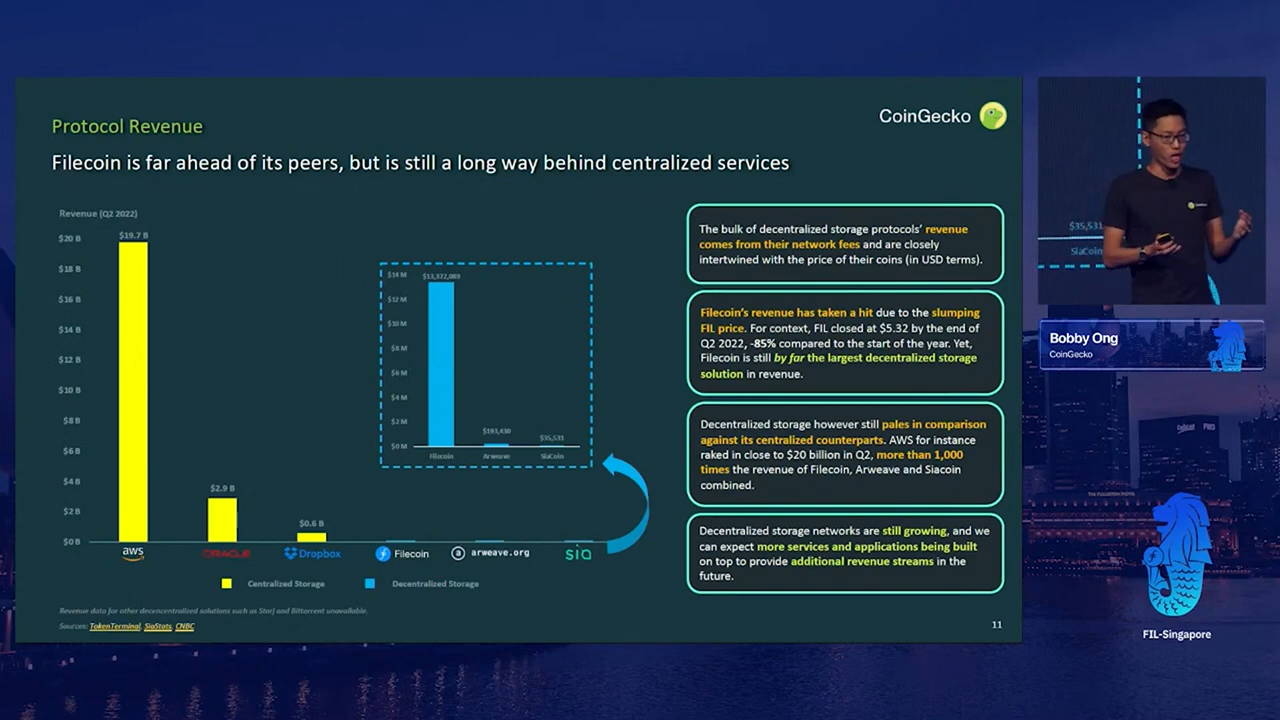 Protocol Revenue
CoinGecko
Filecoin is far ahead of its peers, but is still a long way behind centralized services
Revenue (Q2 2022)
$20 B
$18 B
$16 B
$14 B
$12 B
$10 B
$8 B
$6 B
$4 B
$2 B
$0 B
$19.7 B
$2.9 B
$0.6 B
$14 M
$12 M
$10 M
$8 M
$6 M
$4 M
$2 M
$0 M
$13,372,089
$193,430
$35,531
Filecoin
Arweave
SiaCoin
aws
ORACLE
Dropbox
Filecoin
a arweave.org
sia
Centralized Storage
Decentralized Storage
Revenue data for other decencentralised solutions such as Storj and Bittorrent unavailable.
Sources: TokenTerminal, SiaStats, CNBC
The bulk of decentralized storage protocols' revenue
comes from their network fees and are closely
intertwined with the price of their coins (in USD terms).
Filecoin's revenue has taken a hit due to the slumping
FIL price. For context, FIL closed at $5.32 by the end of
Q2 2022, -85% compared to the start of the year. Yet,
Filecoin is still by far the largest decentralized storage
solution in revenue.
Decentralized storage however still pales in comparison
against its centralized counterparts. AWS for instance
raked in close to $20 billion in Q2, more than 1,000
times the revenue of Filecoin, Arweave and Siacoin
combined.
Decentralized storage networks are still growing, and we
can expect more services and applications being built
on top to provide additional revenue streams in the
future.
11
$35,531
SiaCoin
Bobby Ong
CoinGecko
THE FULLERTON HOTEL
FIL-Singapore